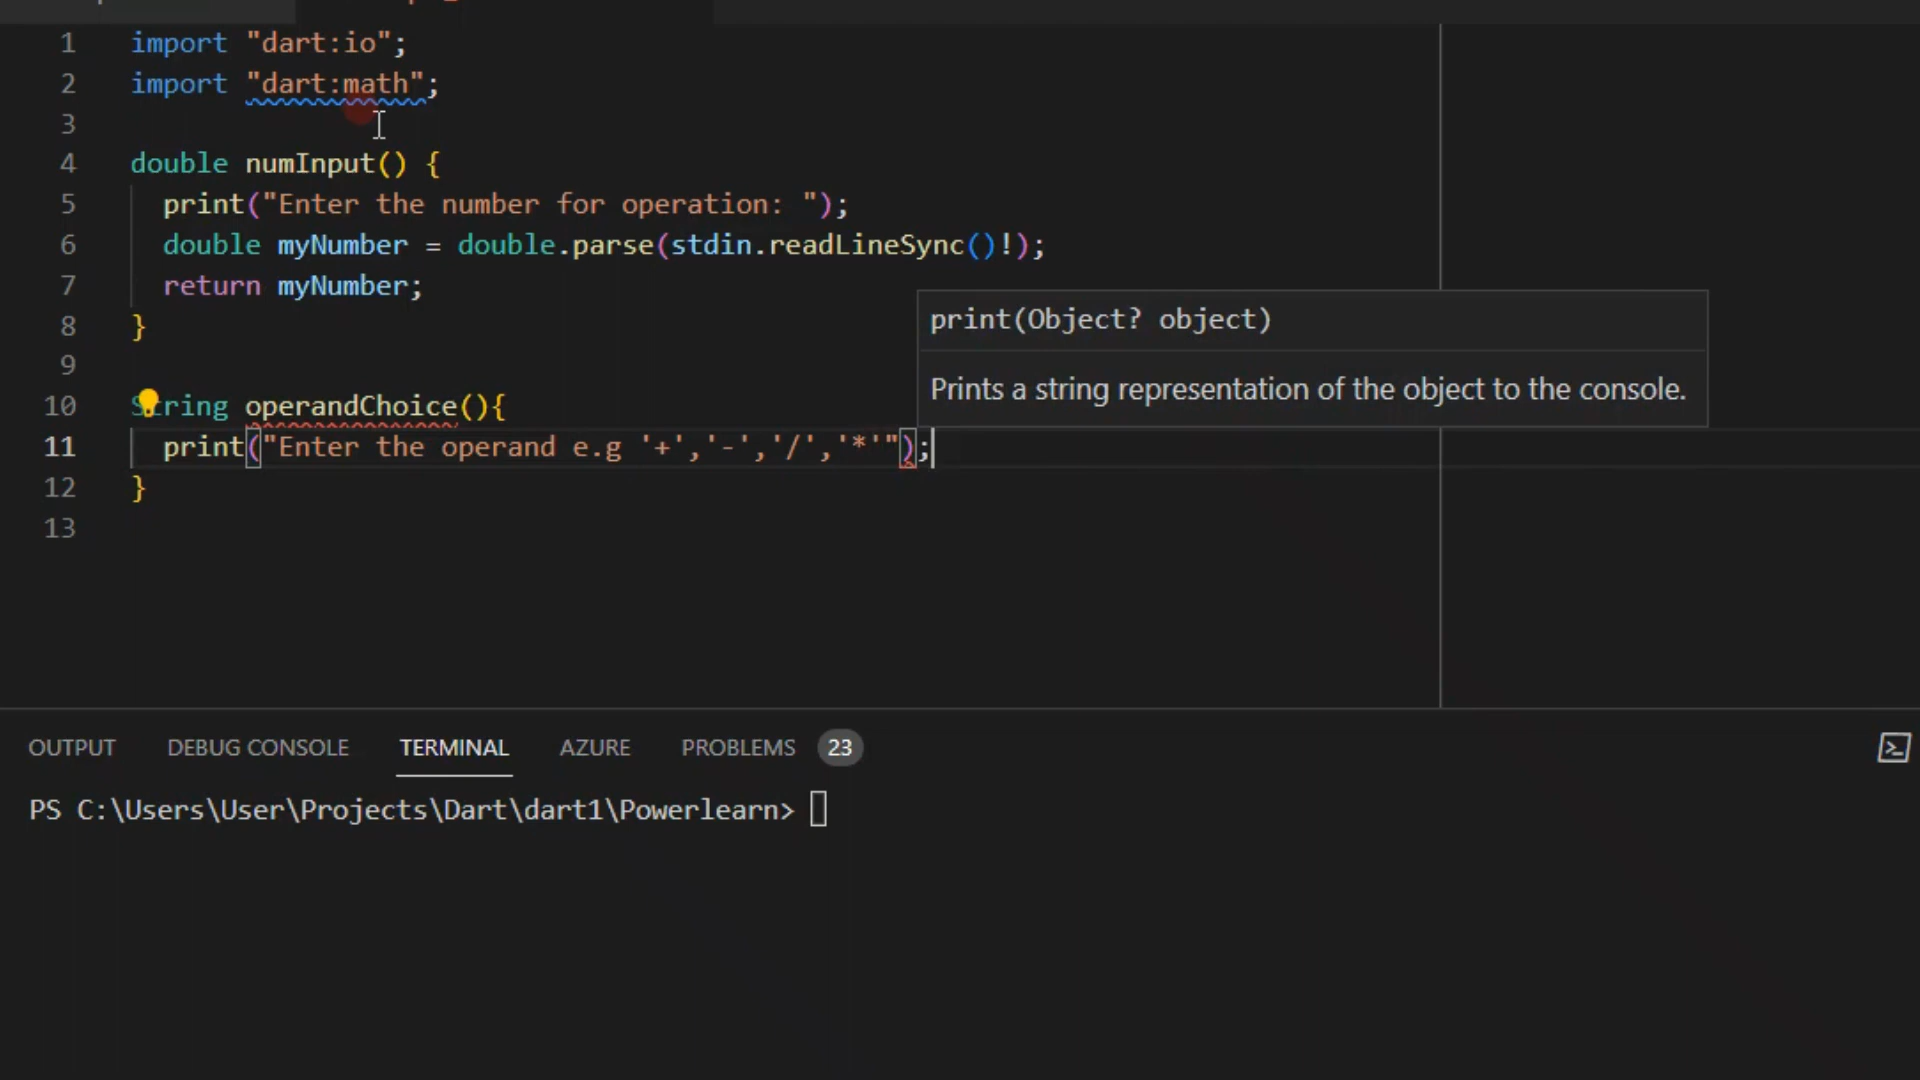 1 import "dart:io";
2 import "dart:math";
3
4 double numInput() {
5 print("Enter the number for operation: ");
6 double myNumber = double.parse(stdin.readLineSync()!);
7 return myNumber;
8 }
print(Object? object)
9
Prints a string representation of the object to the console.
10 String operandChoice(){
11 print("Enter the operand e.g '+','-','/','*'");
12 }
13
OUTPUT DEBUG CONSOLE TERMINAL AZURE PROBLEMS 23
PS C:\Users\User\Projects\Dart\dart1\Powerlearn>